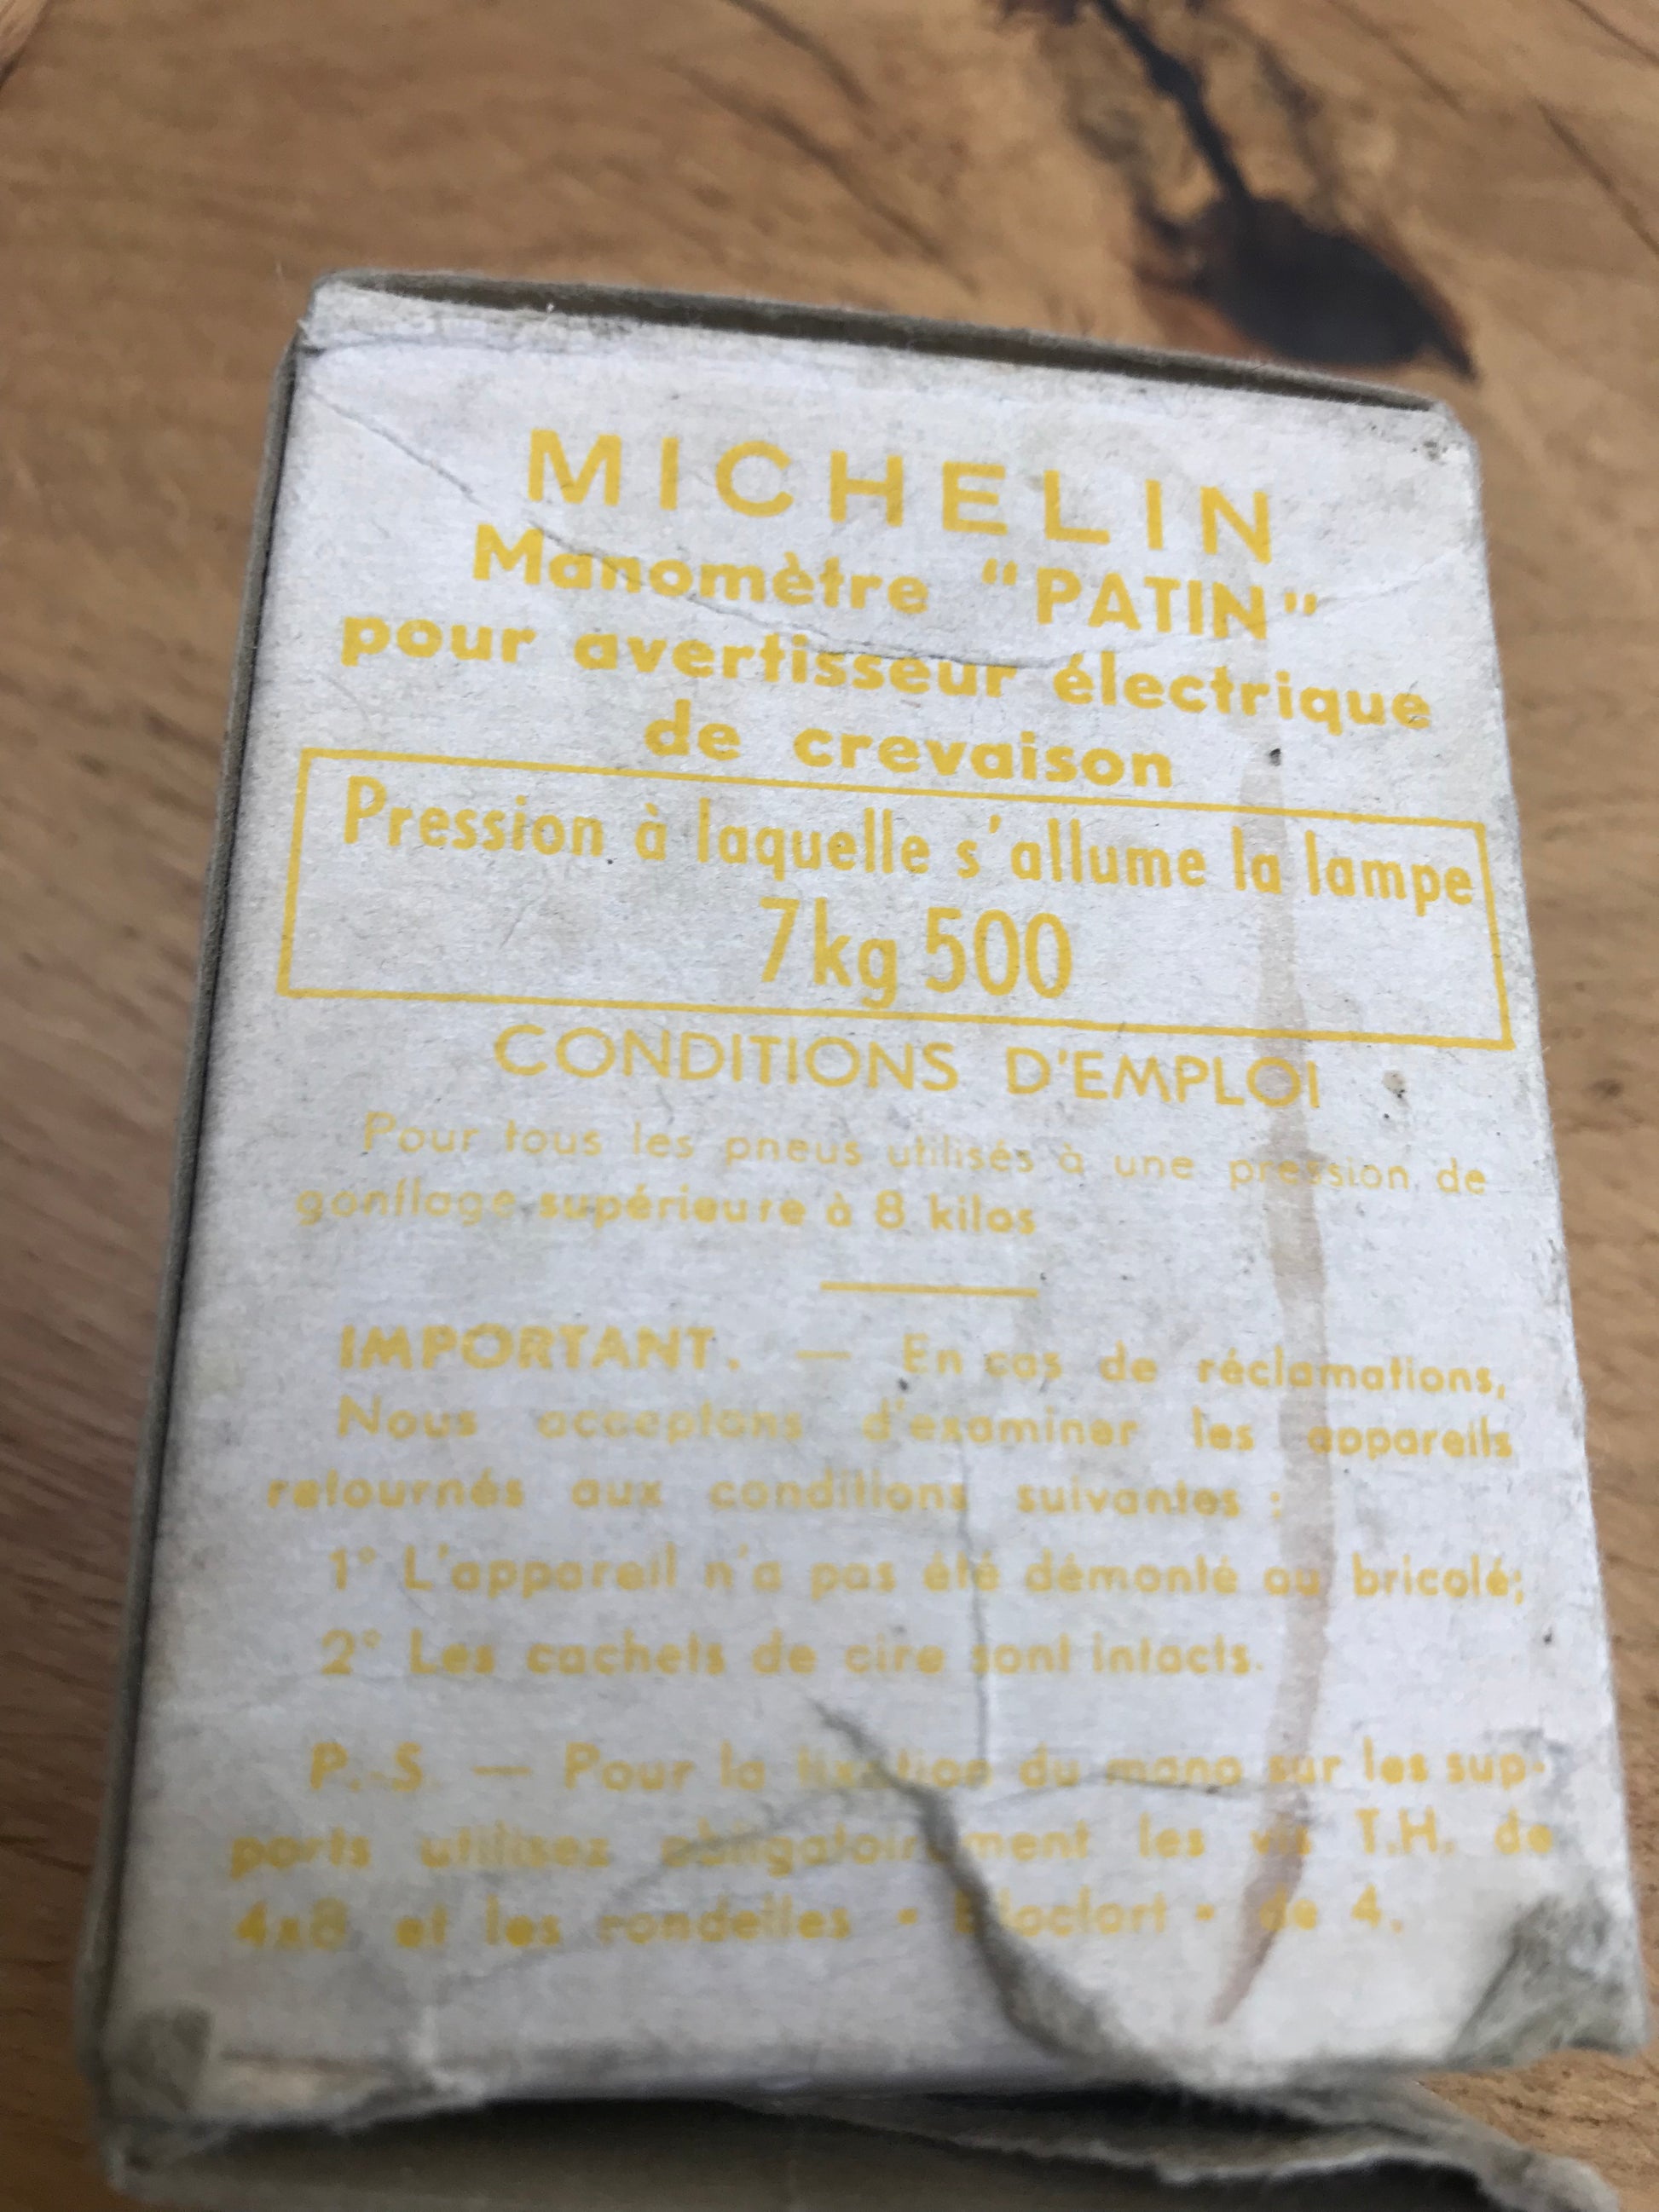 MICHELIN
Manomètre "PATIN"
pour avertisseur électrique
de crevaison
Pression à laquelle s'allume la lampe
7kg 500
CONDITIONS D'EMPLOI
Pour tous les pneus utilisés à une pression de
gonflage supérieure à 8 kilos
IMPORTANT. — En cas de réclamations,
Nous acceptons d'examiner les appareils
retournés aux conditions suivantes :
1° L'appareil n'a pas été démonté ou bricolé;
2° Les cachets de cire sont intacts.
P.-S. — Pour la fixation du mano sur les sup-
ports utilisez obligatoirement les vis T.H. de
4x8 et les rondelles de 4.